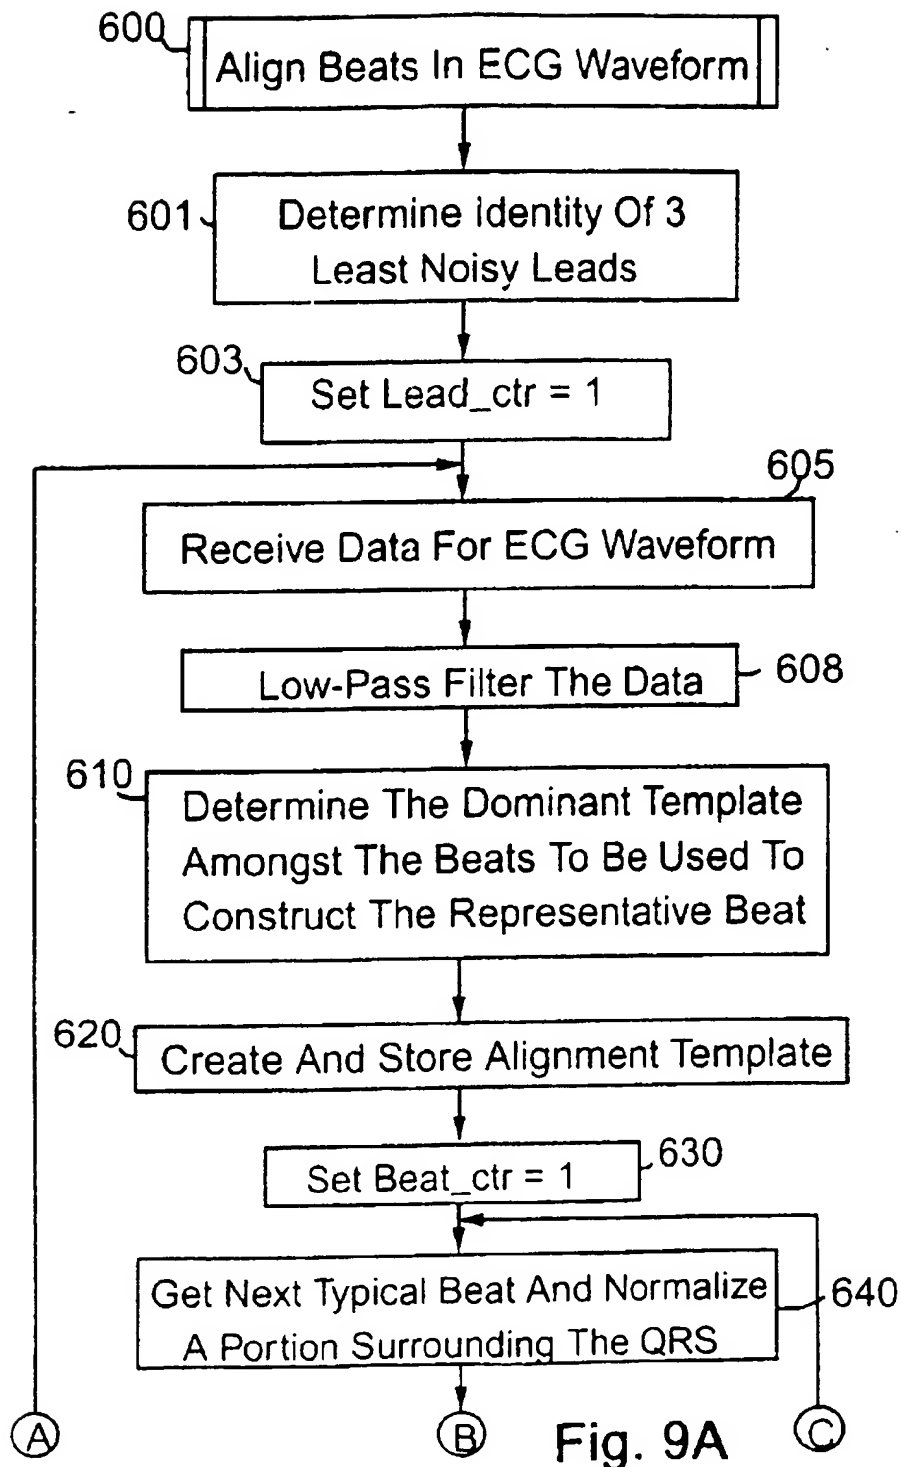 600
Align Beats In ECG Waveform
601
Determine Identity Of 3
Least Noisy Leads
603
Set Lead_ctr = 1
605
Receive Data For ECG Waveform
Low-Pass Filter The Data
608
610
Determine The Dominant Template
Amongst The Beats To Be Used To
Construct The Representative Beat
620
Create And Store Alignment Template
Set Beat_ctr = 1
630
Get Next Typical Beat And Normalize
A Portion Surrounding The QRS
640
A
B
Fig. 9A
C